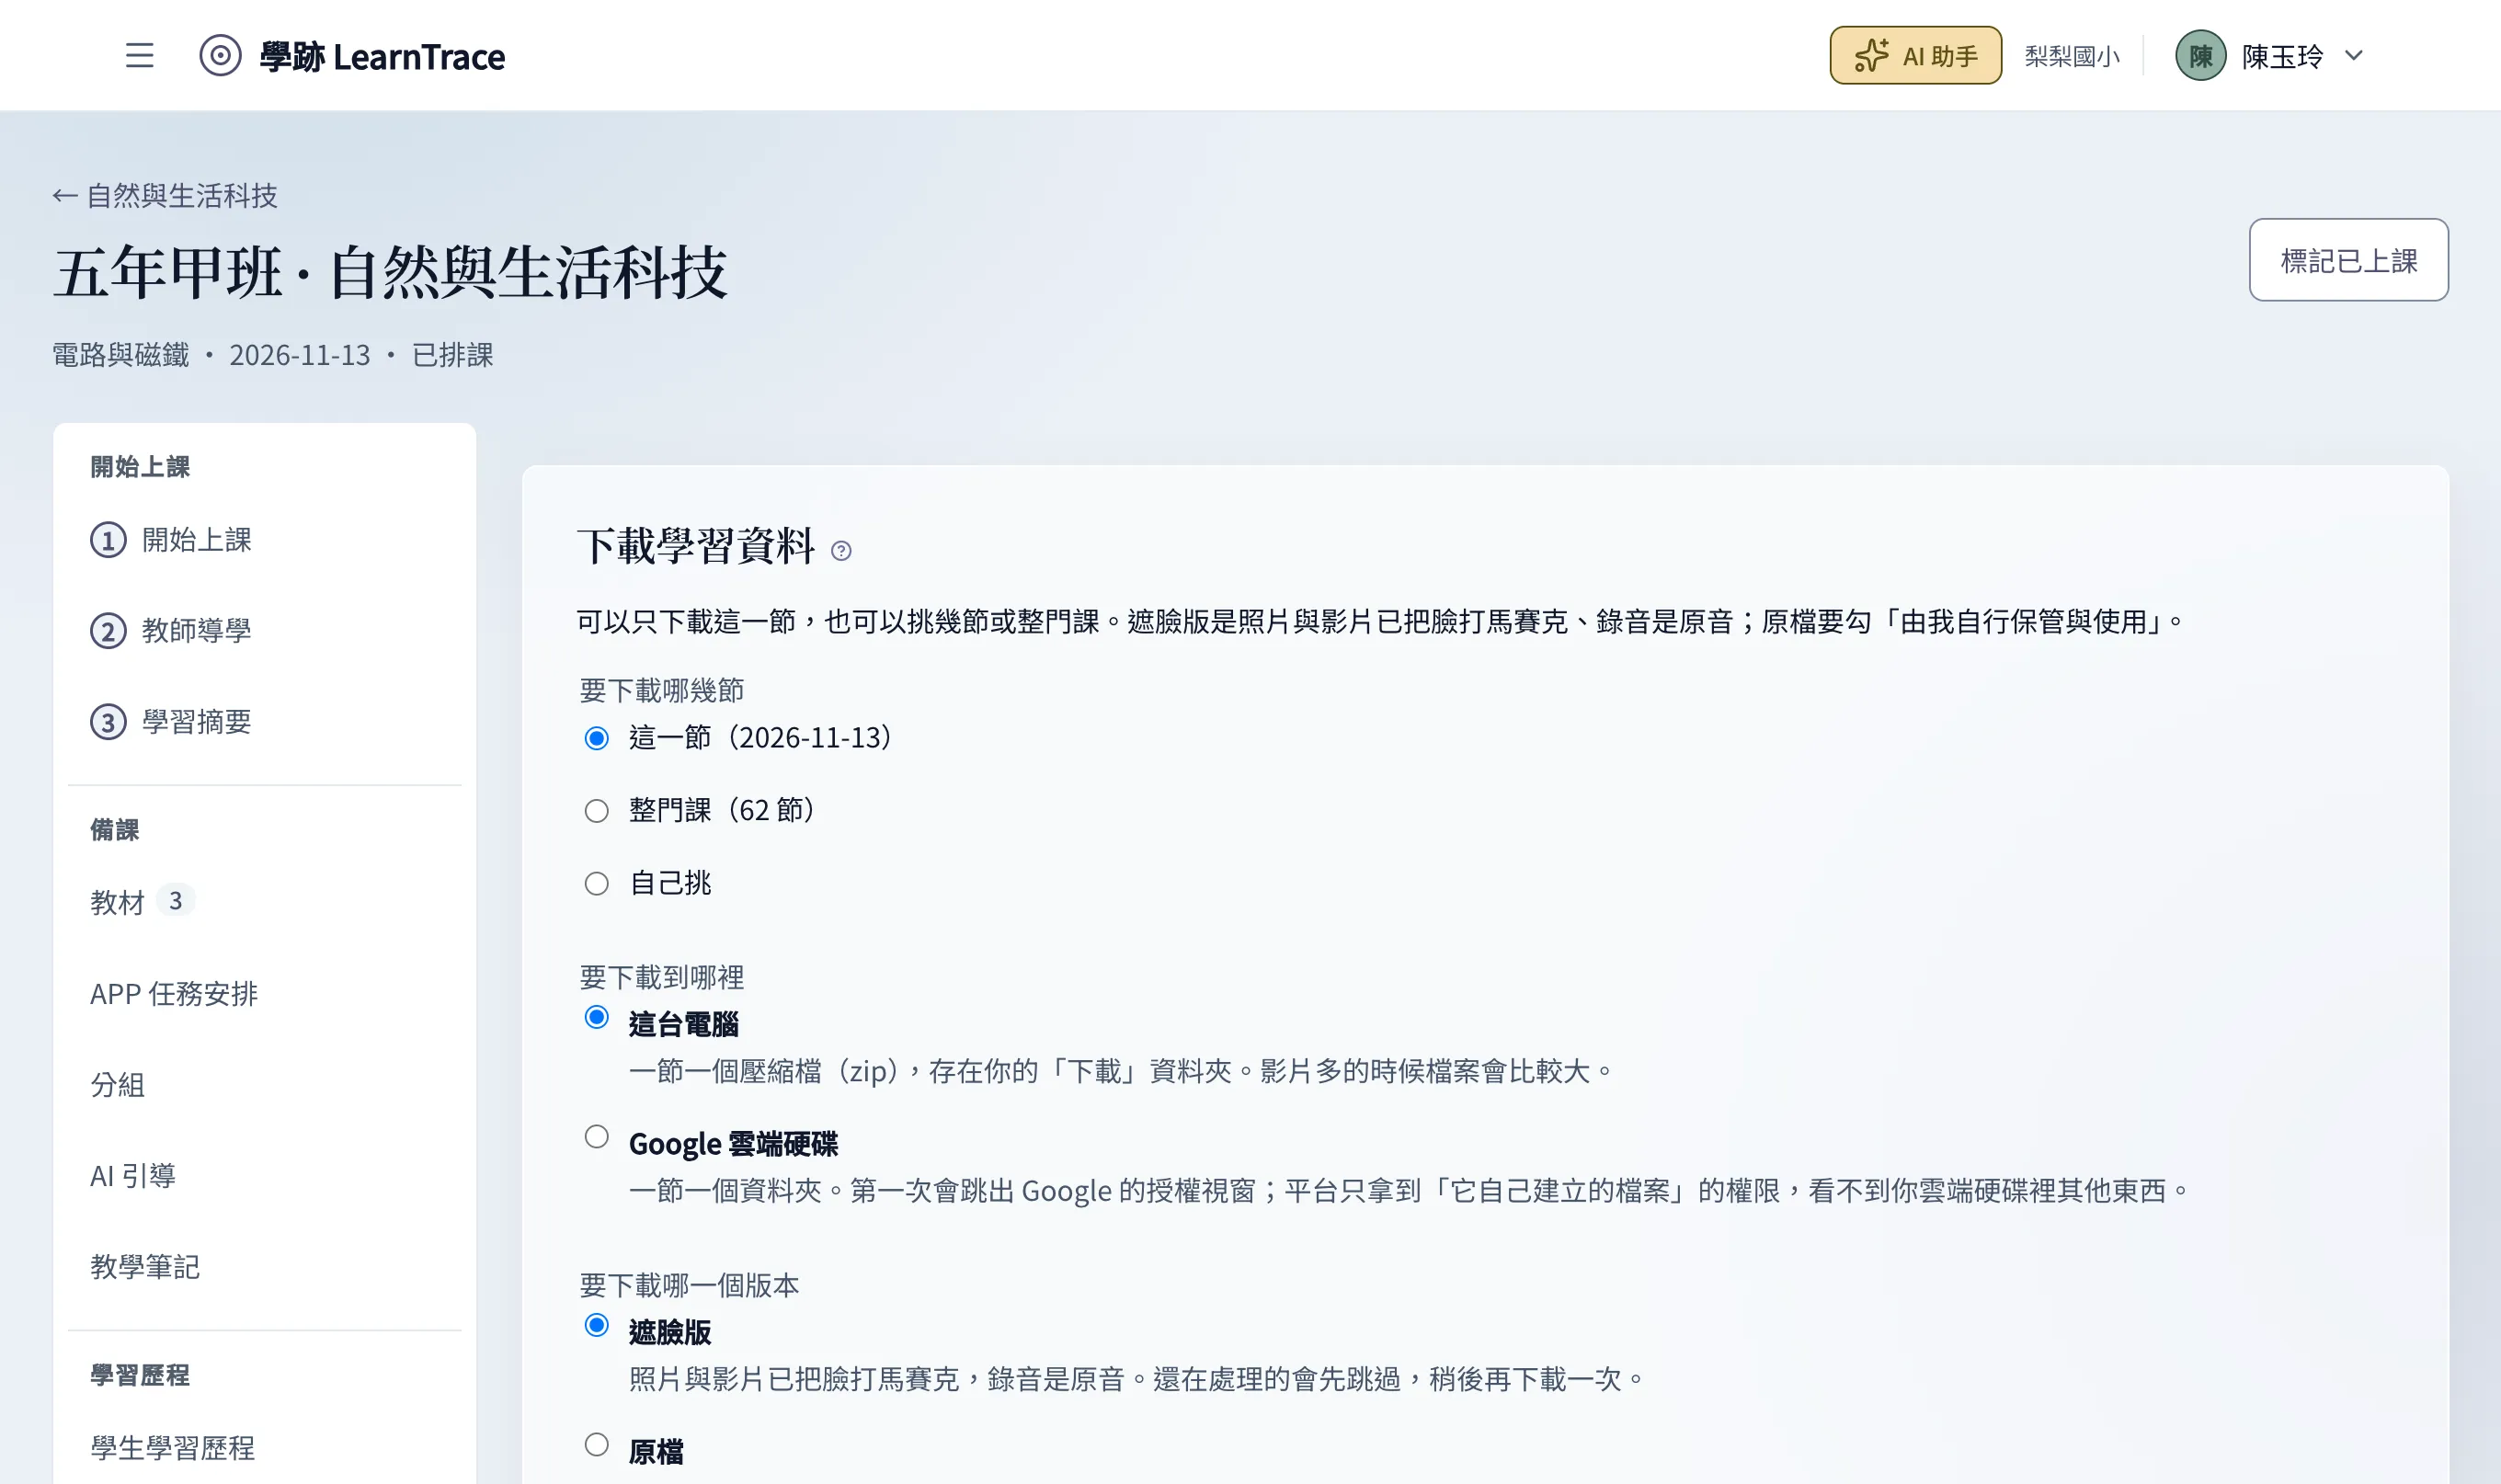 學跡 LearnTrace
AI 助手
梨梨國小
陳
陳玉玲
← 自然與生活科技
五年甲班 · 自然與生活科技
標記已上課
電路與磁鐵 • 2026-11-13 • 已排課
開始上課
1 開始上課
2 教師導學
3 學習摘要
備課
教材 3
APP 任務安排
分組
AI 引導
教學筆記
學習歷程
學生學習歷程
下載學習資料 ?
可以只下載這一節，也可以挑幾節或整門課。遮臉版是照片與影片已把臉打馬賽克、錄音是原音；原檔要勾「由我自行保管與使用」。
要下載哪幾節
這一節（2026-11-13）
整門課（62 節）
自己挑
要下載到哪裡
這台電腦
一節一個壓縮檔（zip），存在你的「下載」資料夾。影片多的時候檔案會比較大。
Google 雲端硬碟
一節一個資料夾。第一次會跳出 Google 的授權視窗；平台只拿到「它自己建立的檔案」的權限，看不到你雲端硬碟裡其他東西。
要下載哪一個版本
遮臉版
照片與影片已把臉打馬賽克，錄音是原音。還在處理的會先跳過，稍後再下載一次。
原檔